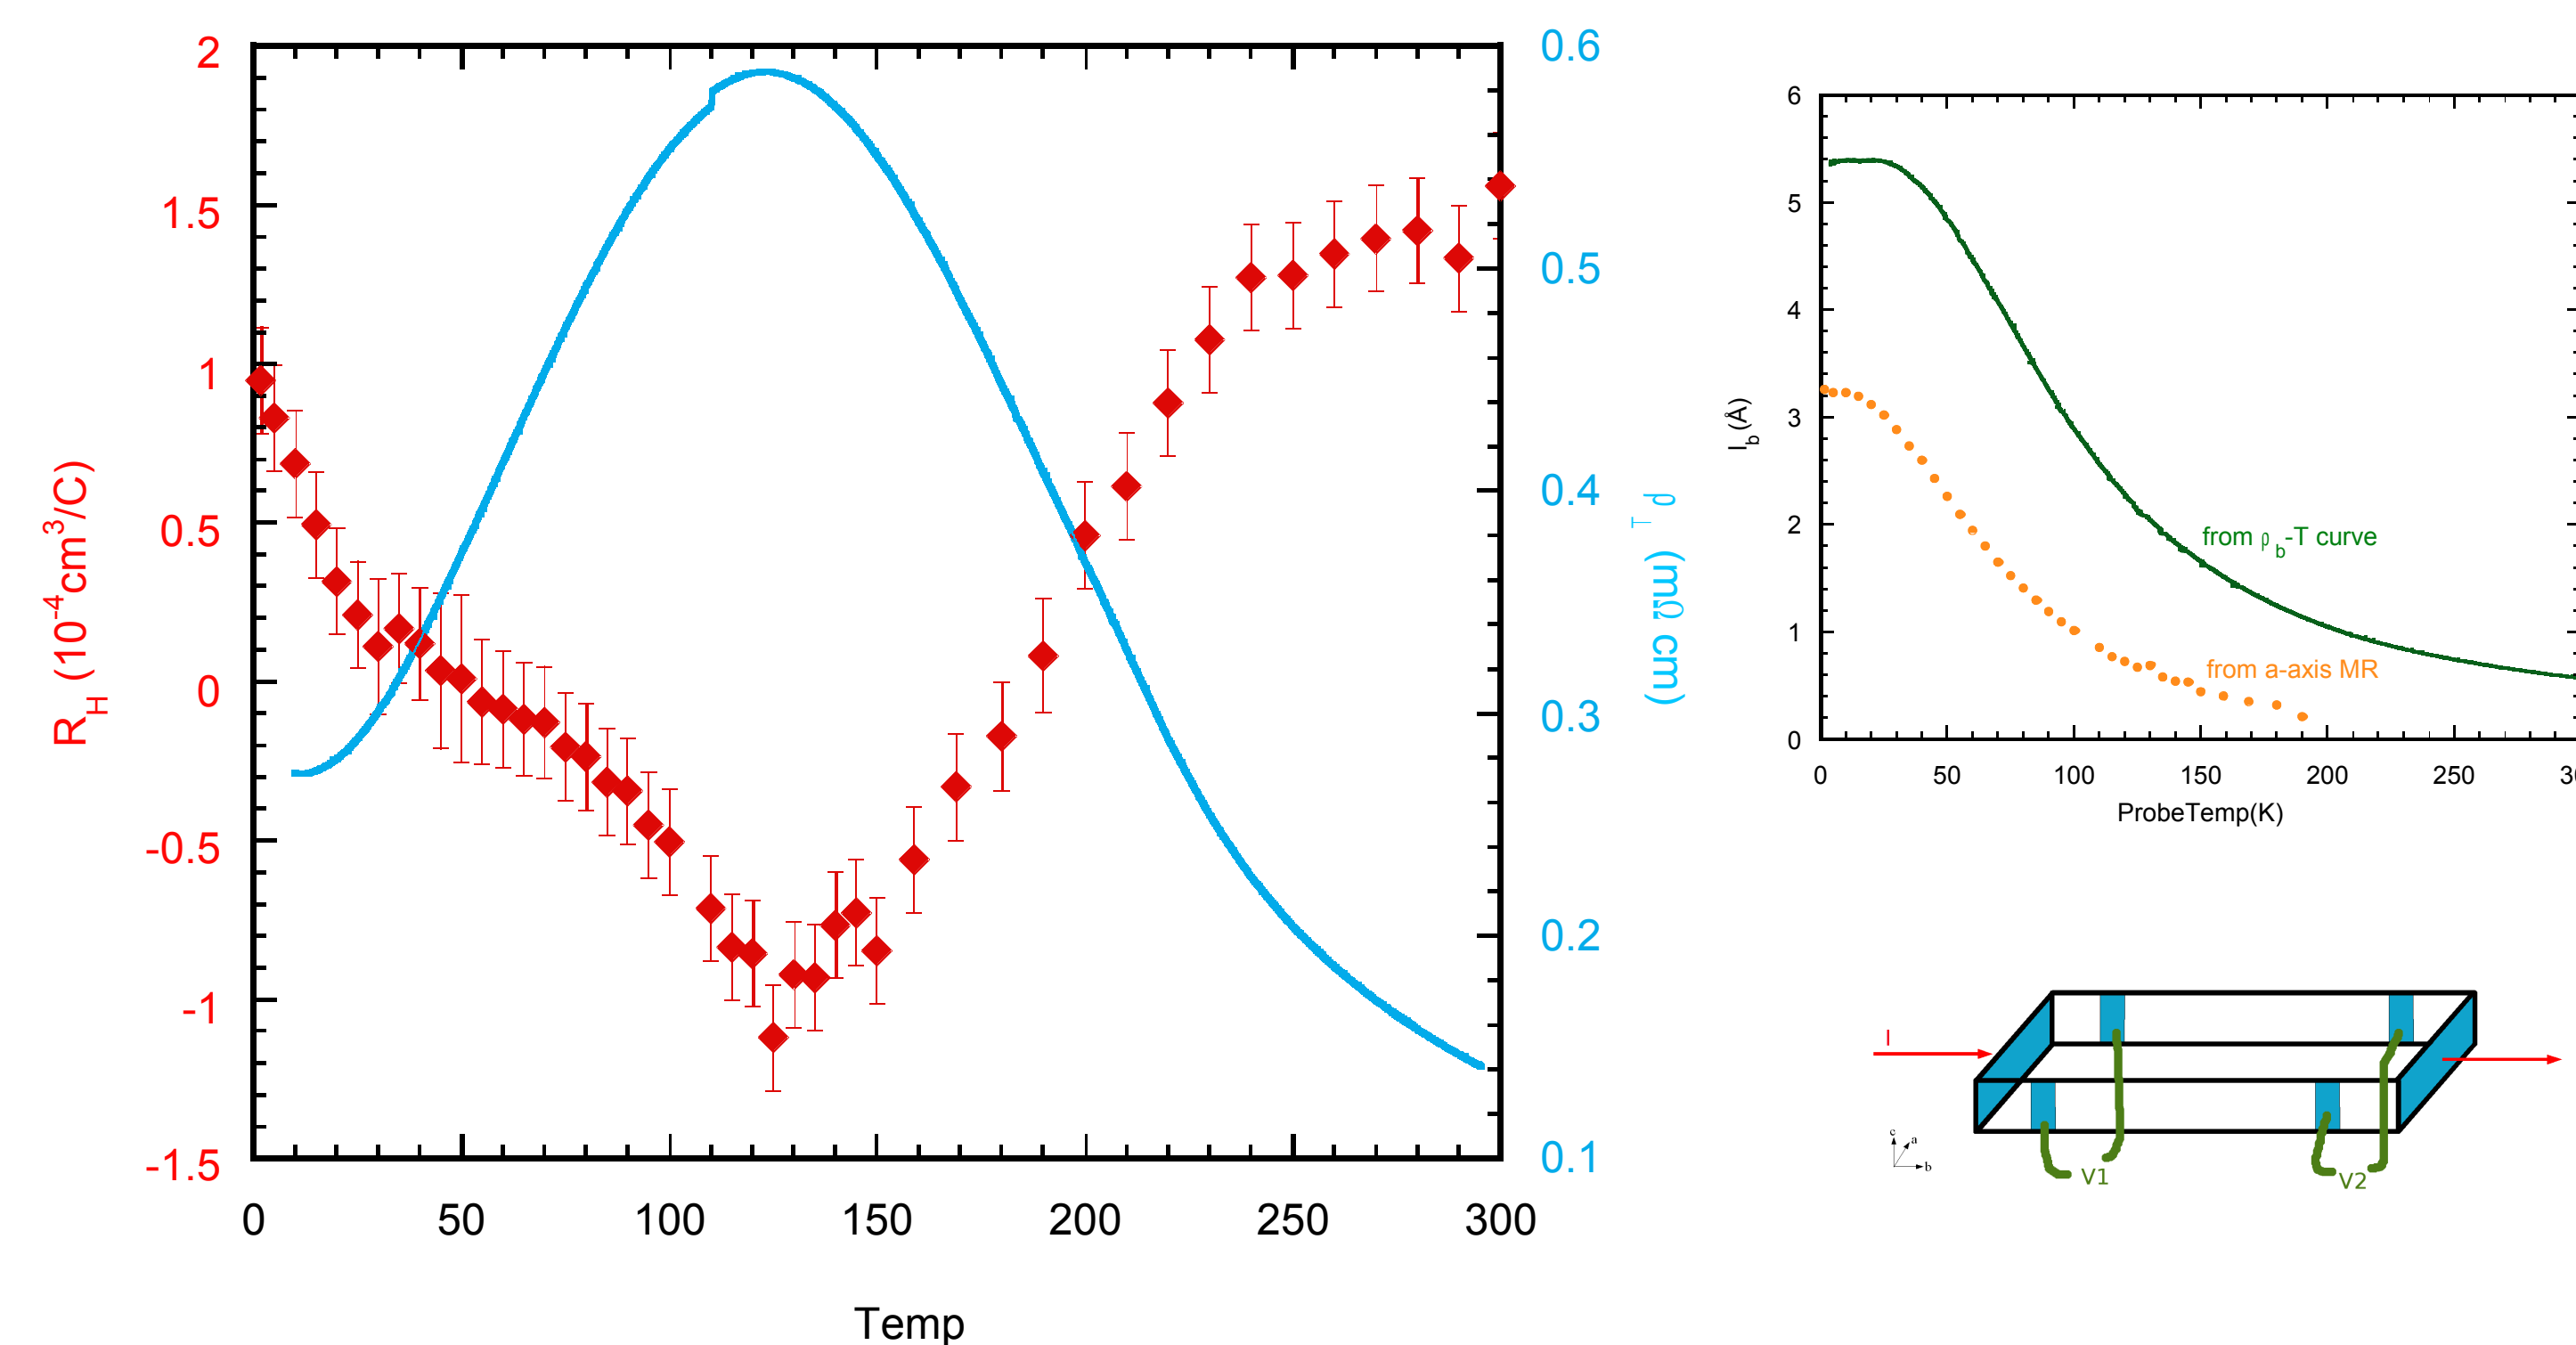 2
1.5
1
0.5
0
-0.5
-1
-1.5
R_H (10^-4 cm^3/C)
0 50 100 150 200 250 300
Temp
0.6
0.5
0.4
0.3
0.2
0.1
ρ_T (mΩ cm)
6
5
4
3
2
1
0
l_b(Å)
from ρ_b-T curve
from a-axis MR
0 50 100 150 200 250 3
ProbeTemp(K)
I
c
a
b
V1
V2